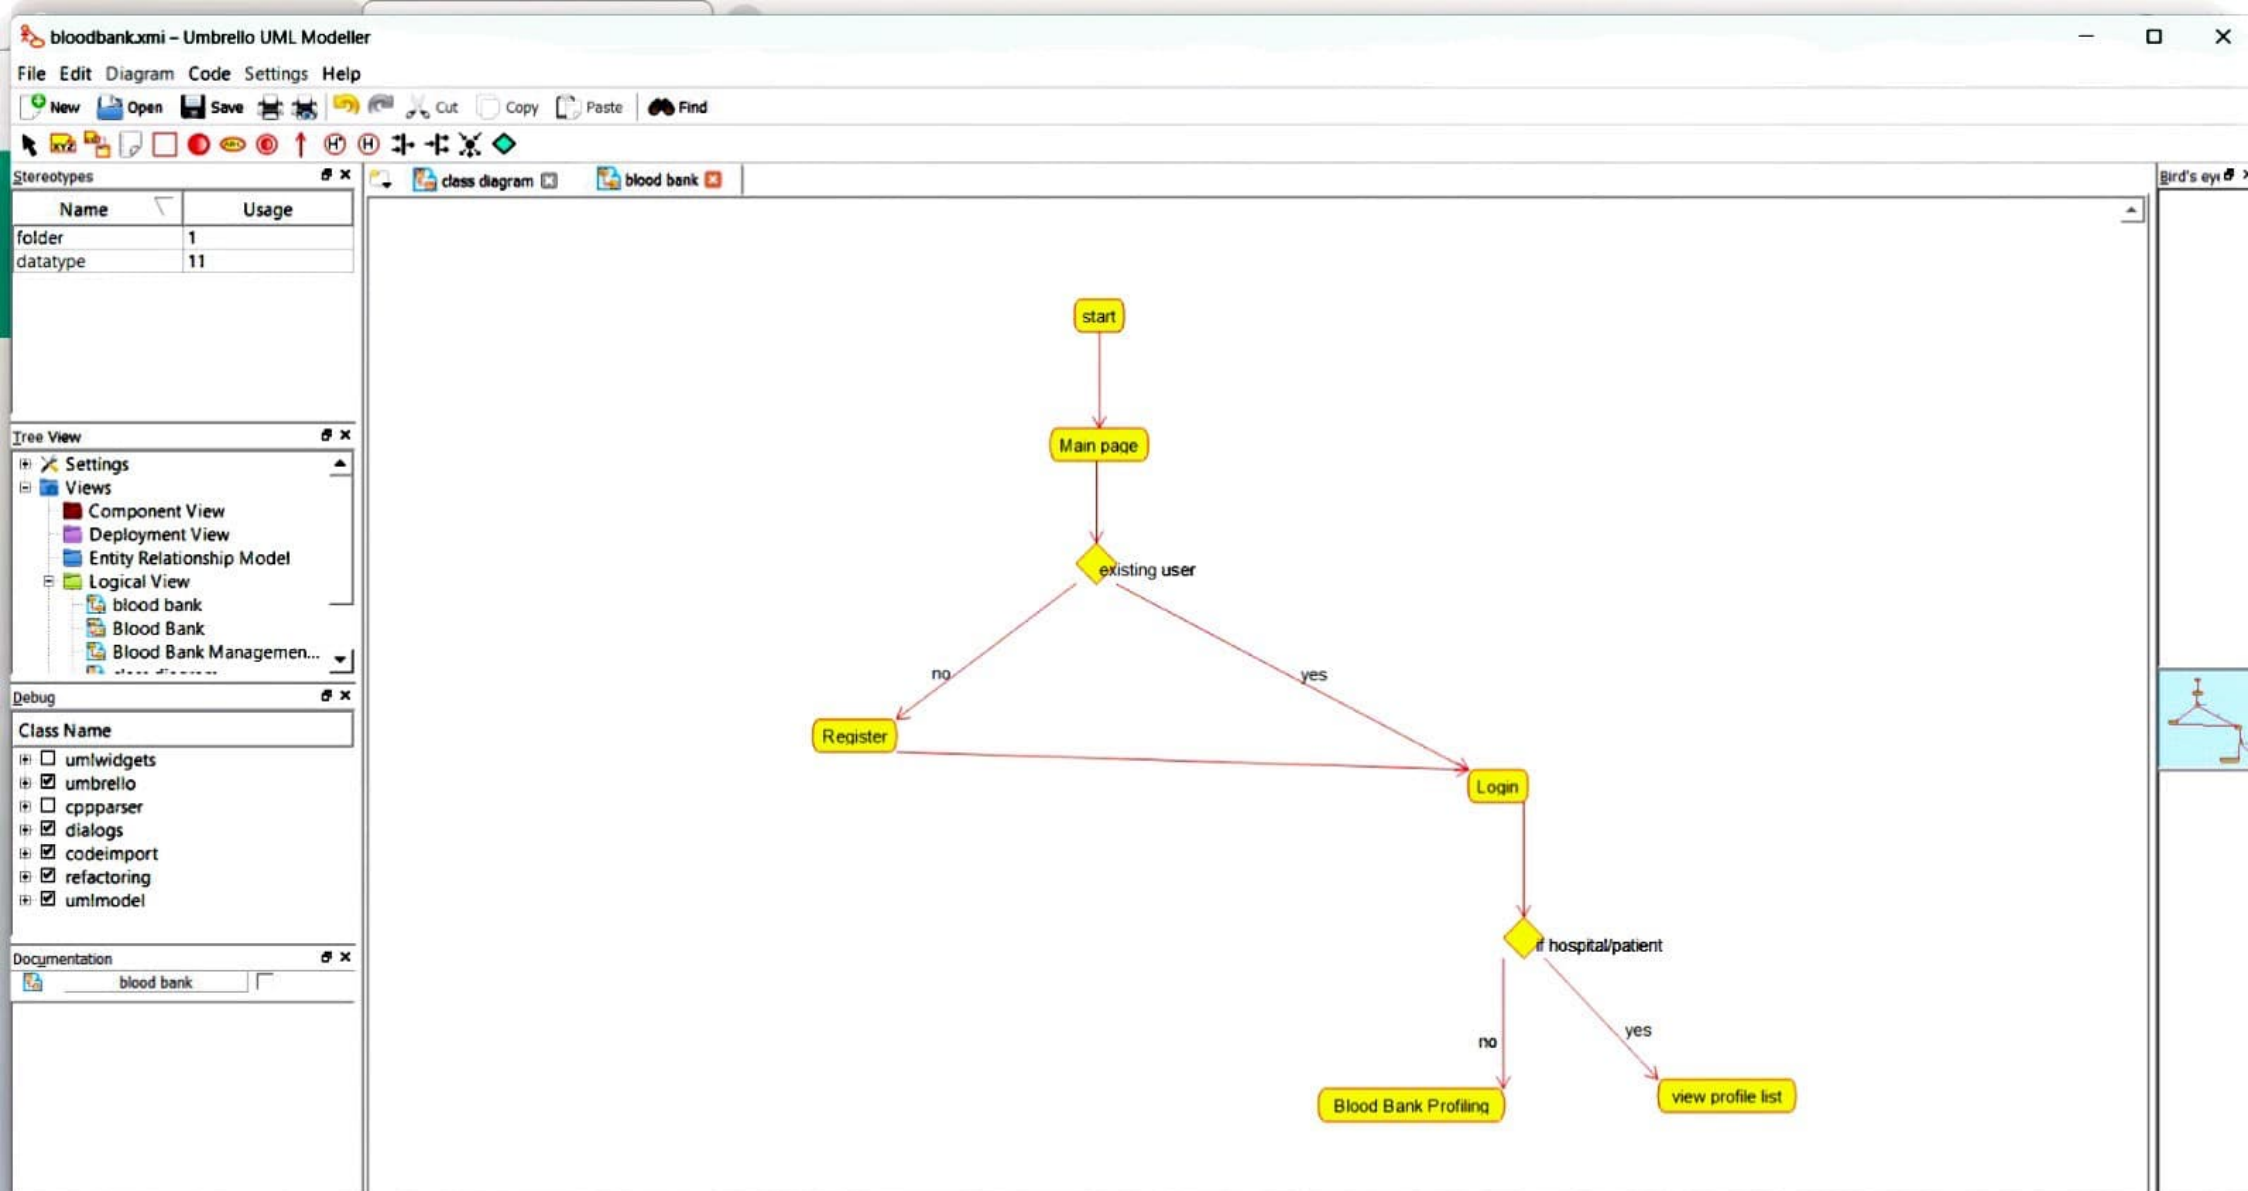 bloodbank.xmi – Umbrello UML Modeller
File Edit Diagram Code Settings Help
New Open Save Cut Copy Paste Find
Stereotypes
Name Usage
folder 1
datatype 11
Tree View
Settings
Views
Component View
Deployment View
Entity Relationship Model
Logical View
blood bank
Blood Bank
Blood Bank Managemen...
Debug
Class Name
umlwidgets
umbrello
cppparser
dialogs
codeimport
refactoring
umlmodel
Documentation
blood bank
class diagram blood bank
start
Main page
existing user
no
yes
Register
Login
if hospital/patient
no
yes
Blood Bank Profiling
view profile list
Bird's eye